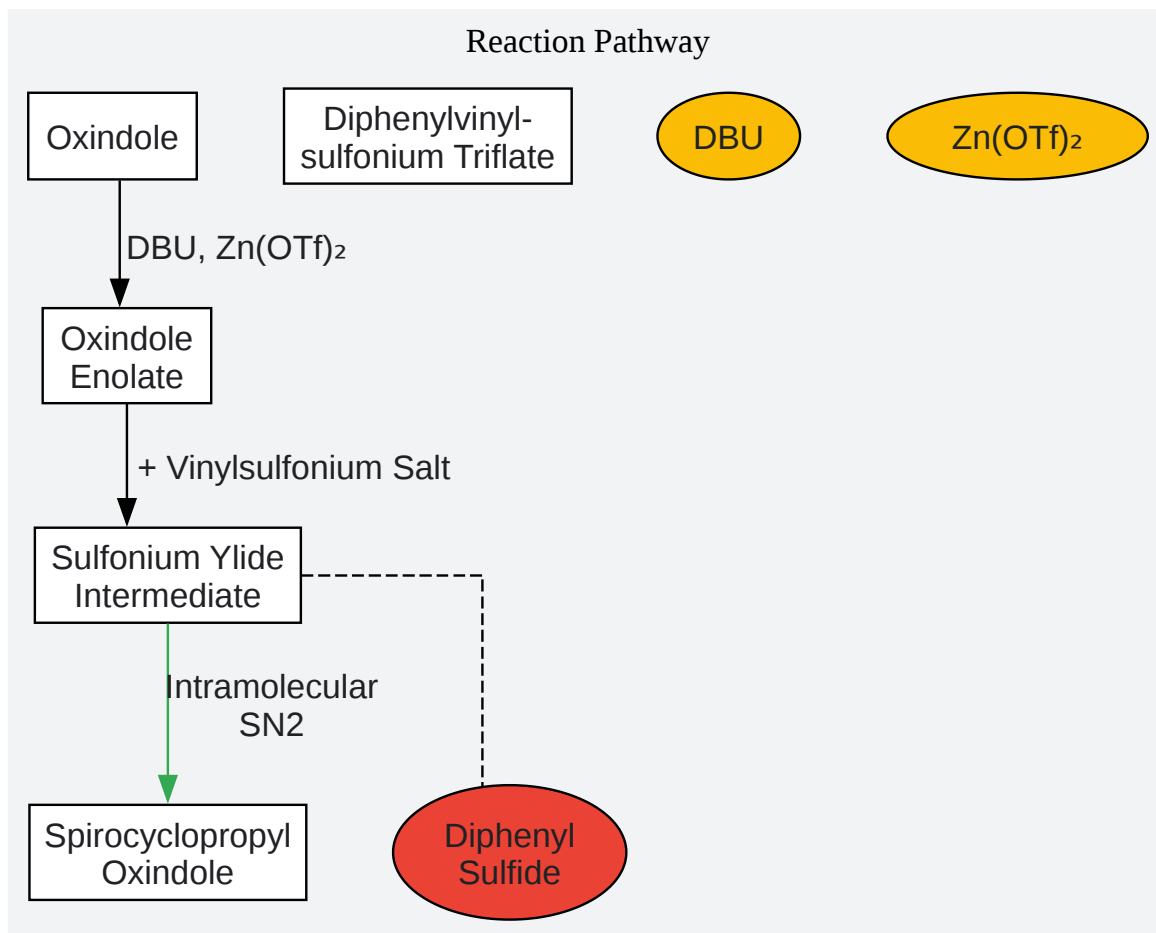 Reaction Pathway
Oxindole
Diphenylvinyl-
sulfonium Triflate
DBU
Zn(OTf)₂
DBU, Zn(OTf)₂
Oxindole
Enolate
+ Vinylsulfonium Salt
Sulfonium Ylide
Intermediate
Intramolecular
SN2
Spirocyclopropyl
Oxindole
Diphenyl
Sulfide